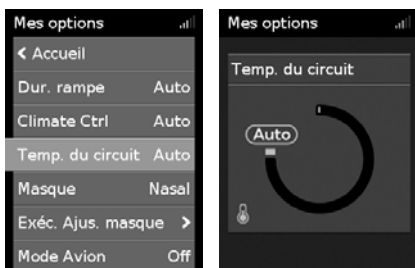 Mes options
< Accueil
Dur. rampe Auto
Climate Ctrl Auto
Temp. du circuit Auto
Masque Nasal
Exéc. Ajus. masque >
Mode Avion Off
Mes options
Temp. du circuit
Auto